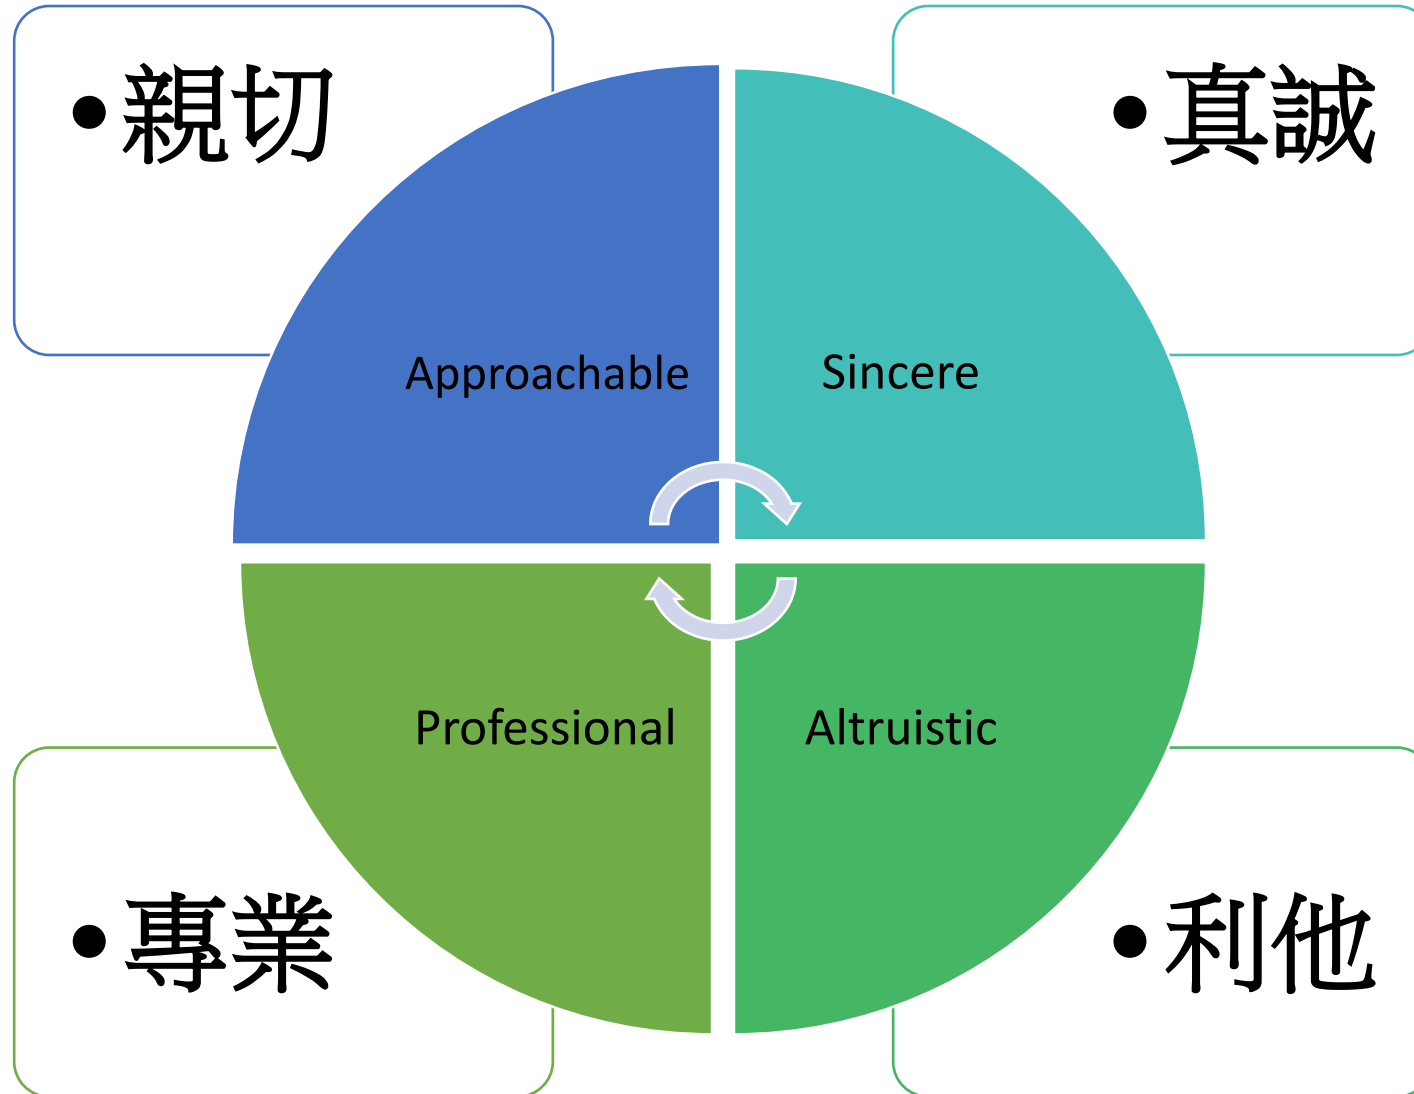 •親切
•真誠
Approachable
Sincere
Professional
Altruistic
•專業
•利他